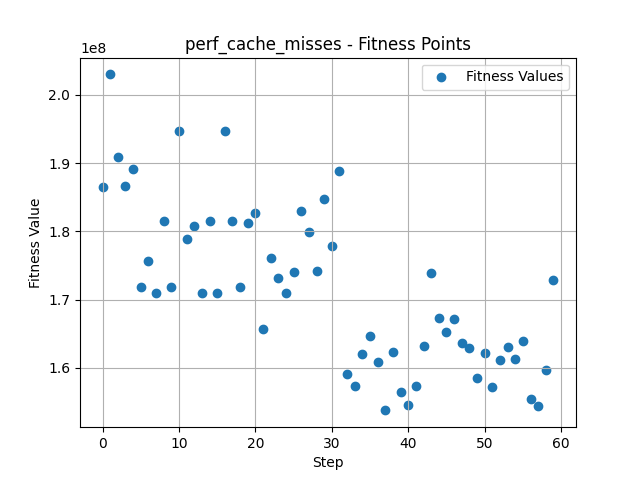 perf_cache_misses - Fitness Points
1e8
Fitness Values
2.0
1.9
1.8
1.7
1.6
Fitness Value
0 10 20 30 40 50 60
Step